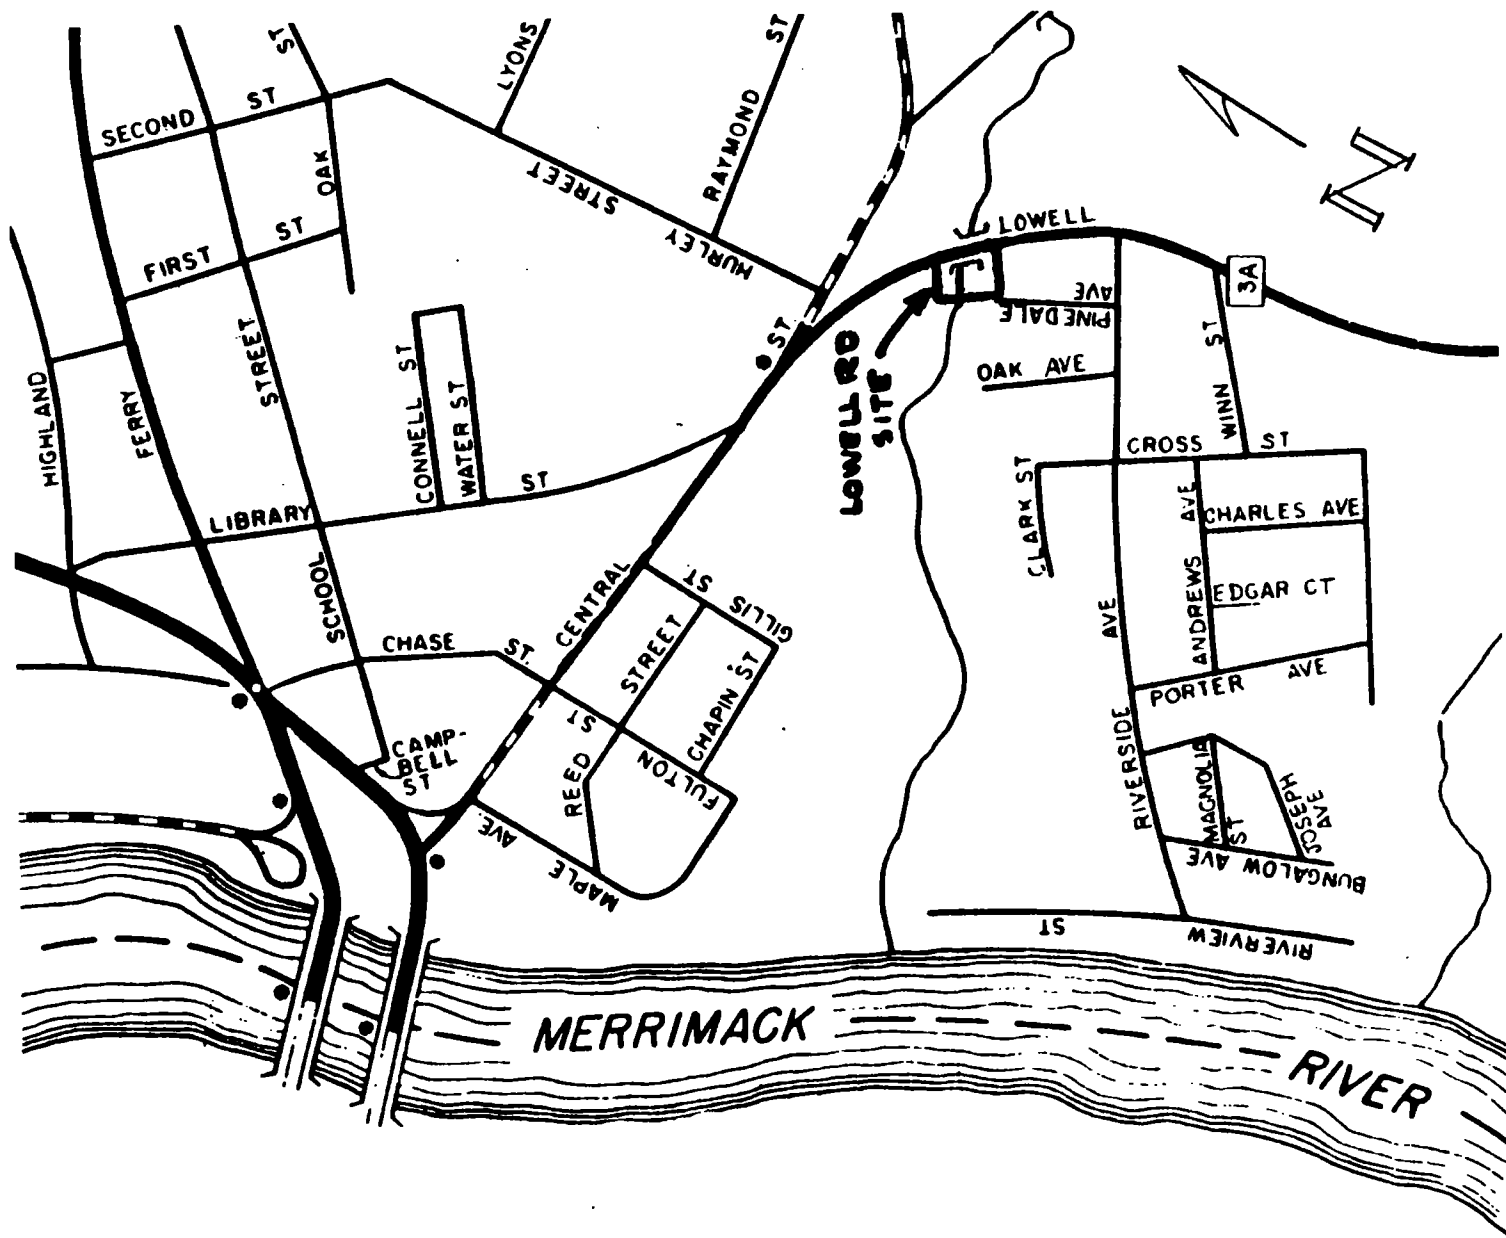 ST
LYONS
RAYMOND ST
SECOND ST
OAK
HURLEY STREET
LOWELL
N
FIRST ST
3A
PINEDALE AVE
ST
LOWELL RD
SITE
OAK AVE
WINN ST
HIGHLAND
FERRY
STREET
CONNELL ST
WATER ST
CROSS ST
CLARK ST
LIBRARY ST
CHARLES AVE
ANDREWS AVE
EDGAR CT
SCHOOL
CENTRAL
GILLIS ST
CHASE ST
REED STREET
CHAPIN ST
FULTON ST
PORTER AVE
RIVERSIDE AVE
CAMP-
BELL
ST
MAPLE AVE.
MAGNOLIA
ST
JOSEPH
AVE
BUNGALOW AVE
RIVERVIEW ST
MERRIMACK RIVER